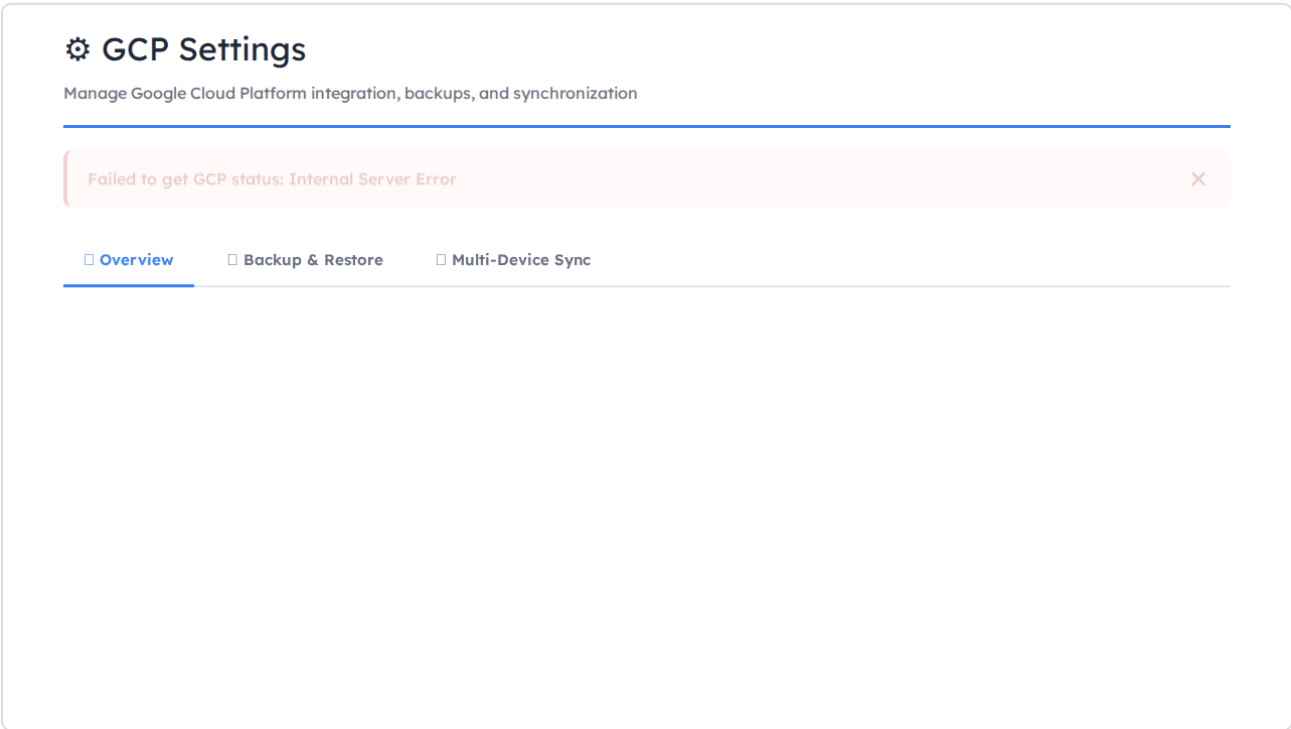 ⚙ GCP Settings
Manage Google Cloud Platform integration, backups, and synchronization
Failed to get GCP status: Internal Server Error ✕
Overview
Backup & Restore
Multi-Device Sync